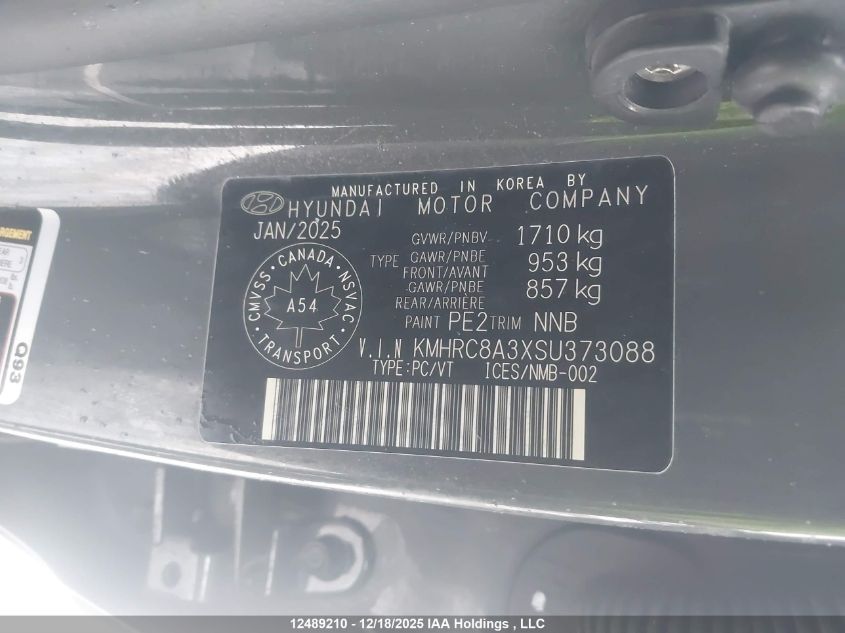 MANUFACTURED IN KOREA BY
HYUNDAI MOTOR COMPANY
JAN/2025
GVWR/PNBV 1710 kg
TYPE GAWR/PNBE FRONT/AVANT 953 kg
GAWR/PNBE REAR/ARRIÈRE 857 kg
PAINT PE2 TRIM NNB
V.I.N KMHRC8A3XSU373088
TYPE:PC/VT ICES/NMB-002
CMVSS · CANADA · NSVAC
A54
TRANSPORT
Q93
12489210 - 12/18/2025 IAA Holdings , LLC